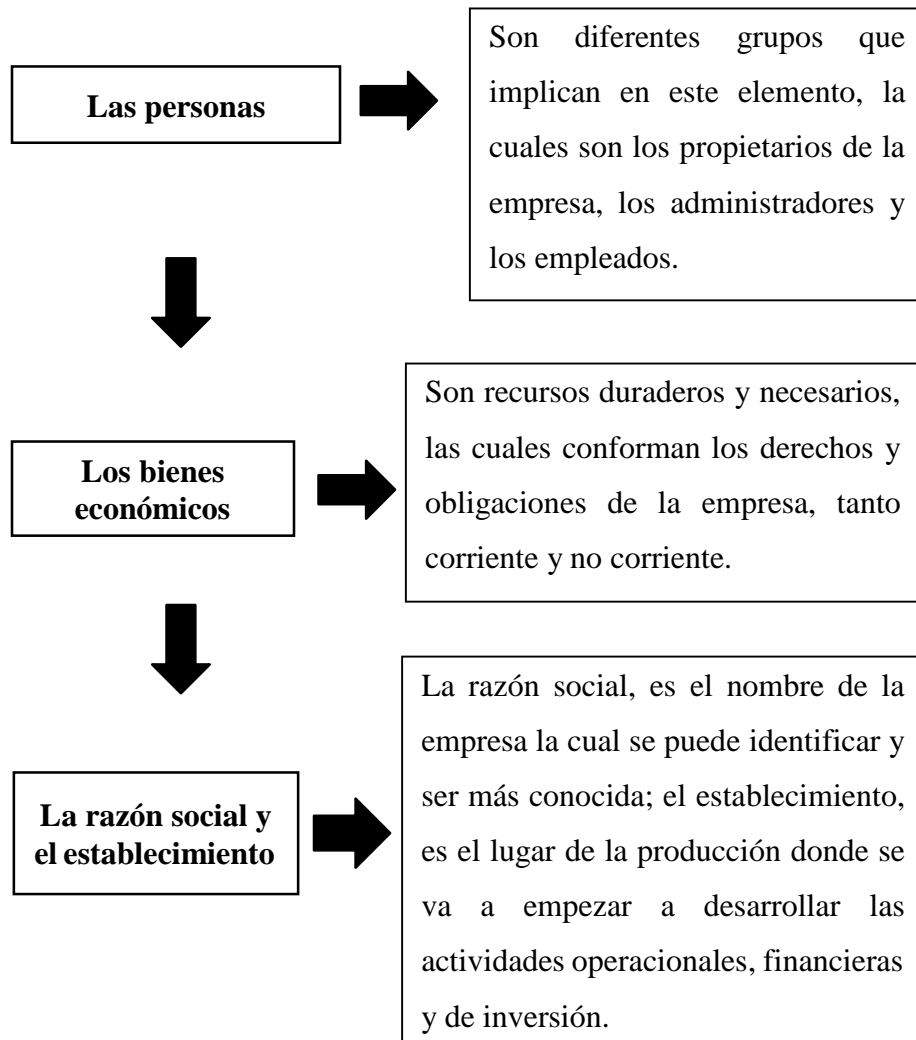 Las personas
Son diferentes grupos que
implican en este elemento, la
cuales son los propietarios de la
empresa, los administradores y
los empleados.
Los bienes
económicos
Son recursos duraderos y necesarios,
las cuales conforman los derechos y
obligaciones de la empresa, tanto
corriente y no corriente.
La razón social y
el establecimiento
La razón social, es el nombre de la
empresa la cual se puede identificar y
ser más conocida; el establecimiento,
es el lugar de la producción donde se
va a empezar a desarrollar las
actividades operacionales, financieras
y de inversión.